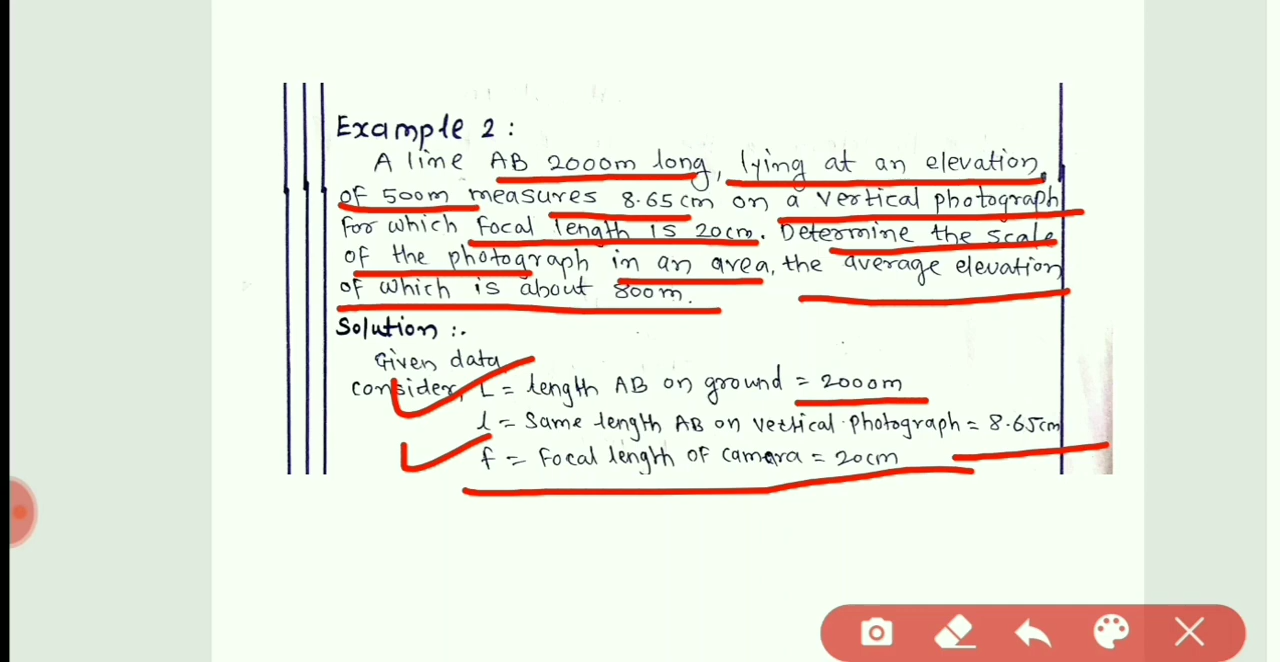 Example 2:
A line AB 2000m long, lying at an elevation
of 500m measures 8.65cm on a vertical photograph
for which focal length is 20cm. Determine the scale
of the photograph in an area, the average elevation
of which is about 800m.
Solution :-
Given data
consider, L = length AB on ground = 2000m
l = Same length AB on vertical photograph = 8.65cm
f = Focal length of camera = 20cm